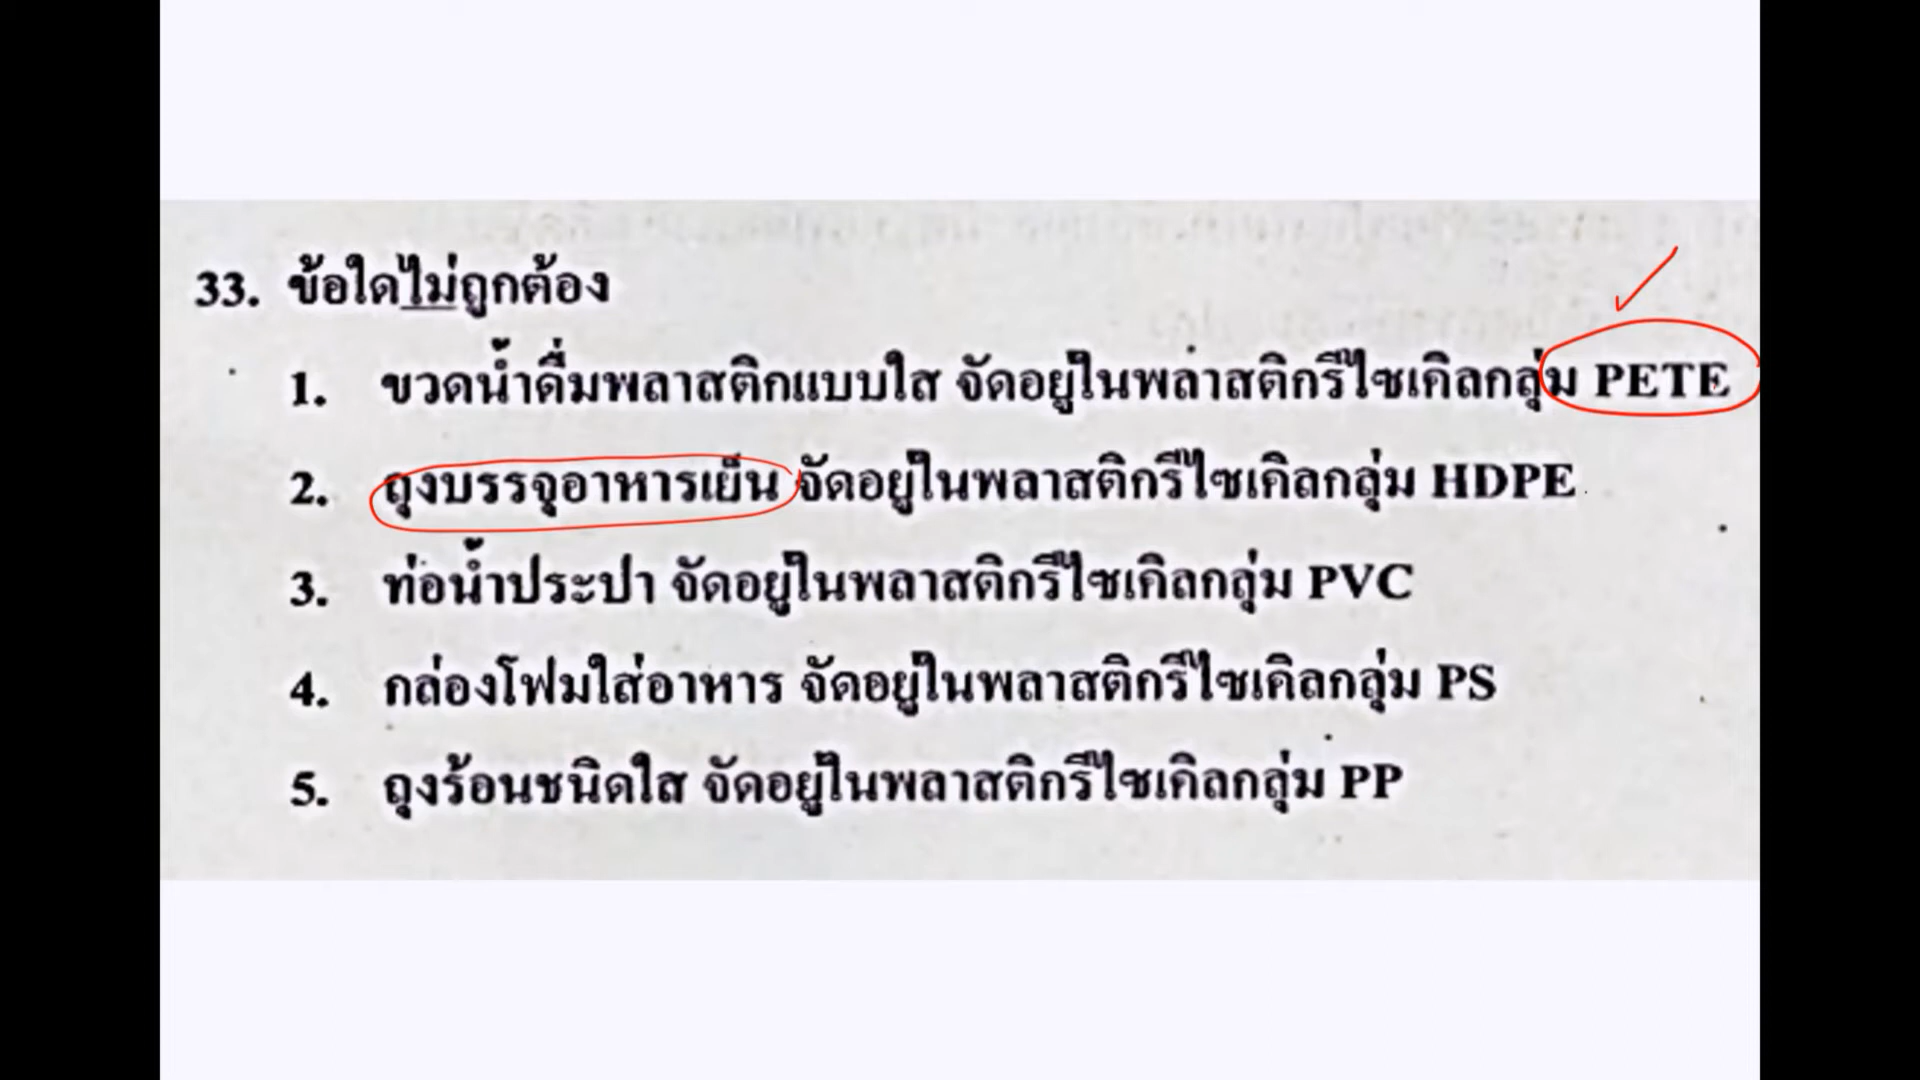 33. ข้อใดไม่ถูกต้อง
1. ขวดน้ำดื่มพลาสติกแบบใส จัดอยู่ในพลาสติกรีไซเคิลกลุ่ม PETE
2. ถุงบรรจุอาหารเย็น จัดอยู่ในพลาสติกรีไซเคิลกลุ่ม HDPE
3. ท่อน้ำประปา จัดอยู่ในพลาสติกรีไซเคิลกลุ่ม PVC
4. กล่องโฟมใส่อาหาร จัดอยู่ในพลาสติกรีไซเคิลกลุ่ม PS
5. ถุงร้อนชนิดใส จัดอยู่ในพลาสติกรีไซเคิลกลุ่ม PP